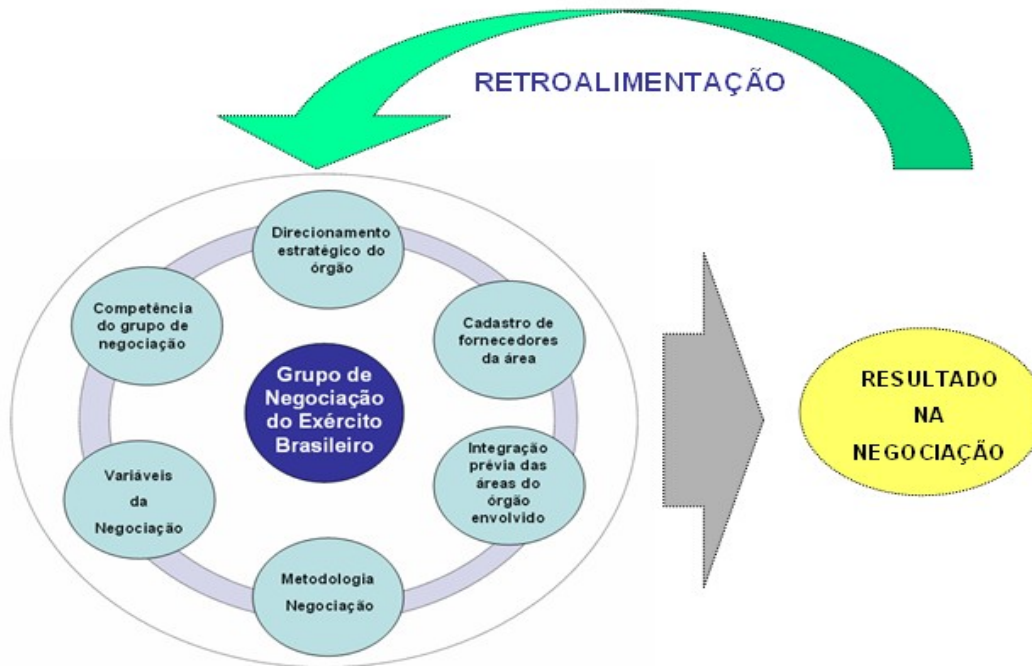 RETROALIMENTAÇÃO
Direcionamento
estratégico do
órgão
Cadastro de
fornecedores
da área
Integração
prévia das
áreas do
órgão
envolvido
Metodologia
Negociação
Variáveis
da
Negociação
Competência
do grupo de
negociação
Grupo de
Negociação
do Exército
Brasileiro
RESULTADO
NA
NEGOCIAÇÃO